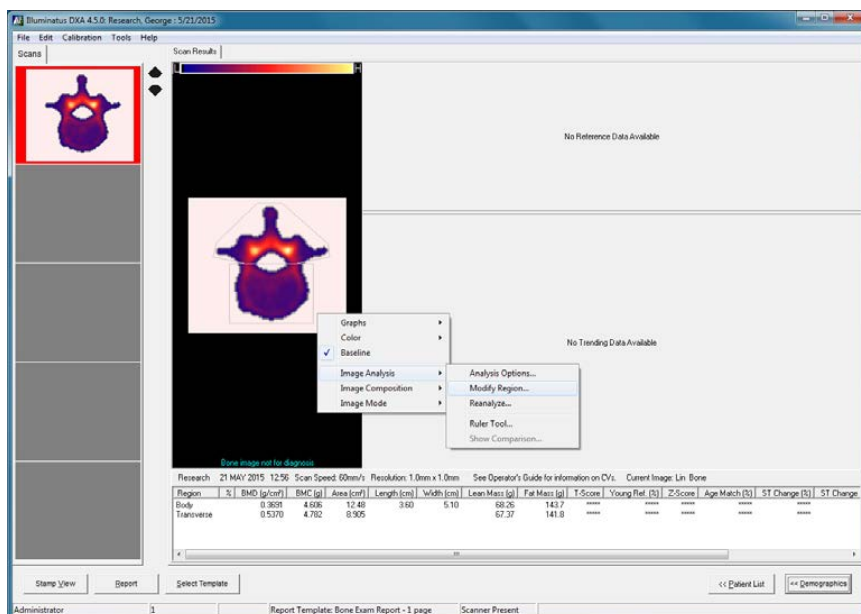 Illuminatus DXA 4.5.0: Research, George : 5/21/2015
File Edit Calibration Tools Help
Scans
Scan Results
L H
No Reference Data Available
Graphs
Color
Baseline
Image Analysis
Image Composition
Image Mode
No Trending Data Available
Analysis Options...
Modify Region...
Reanalyze...
Ruler Tool...
Show Comparison...
Bone image not for diagnosis
Research 21 MAY 2015 12:56 Scan Speed: 60mm/s Resolution: 1.0mm x 1.0mm See Operator's Guide for information on CVs. Current Image: Lin Bone
Region % BMD (g/cm²) BMC (g) Area (cm²) Length (cm) Width (cm) Lean Mass (g) Fat Mass (g) T-Score Young Ref. (%) Z-Score Age Match (%) ST Change (%) ST Change
Body 0.3691 4.606 12.48 3.60 5.10 68.26 143.7 ***** ***** ***** ***** *****
Transverse 0.5370 4.782 8.905 67.37 141.8 ***** ***** ***** ***** *****
Stamp View Report Select Template << Patient List << Demographics
Administrator 1 Report Template: Bone Exam Report - 1 page Scanner Present